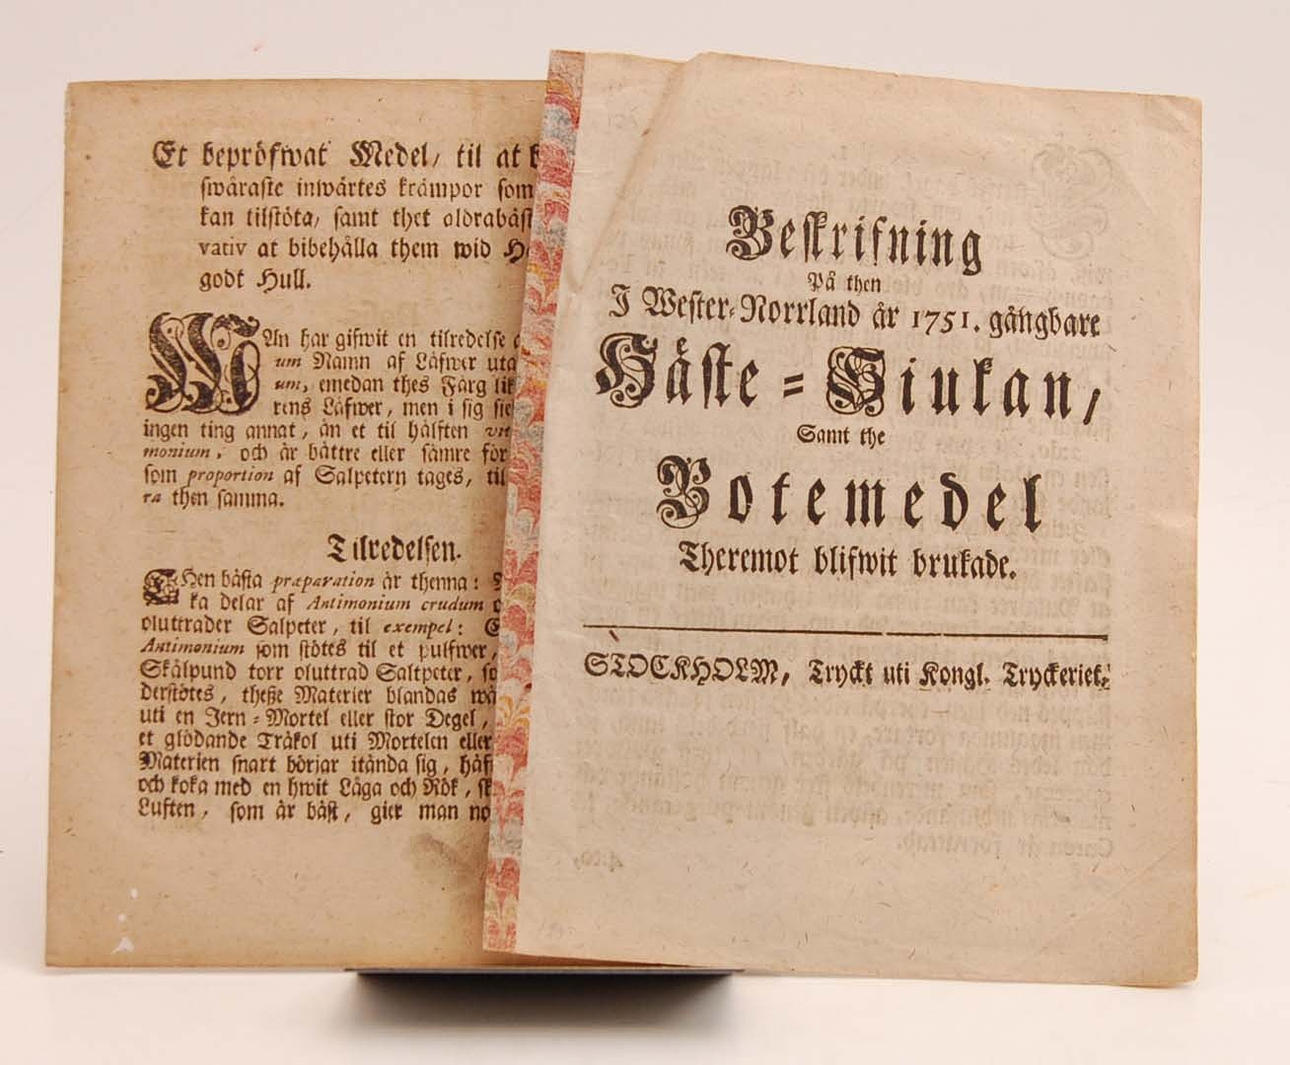 Et bepröfwat Medel, til at
swåraste inwärtes krämpor som
kan tilstöta, samt thet aldrabäst
vativ at bibehålla them wid
godt Hull.
MAn har gifwit en tilredelse
um Namn af Låfwer uta
um, emedan thes Färg lik
rens Låfwer, men i sig
ingen ting annat, än et til hälften
monium, och är bättre eller sämre för
som proportion af Salpetern tages, til
ra then samma.
Tilredelsen.
THen bästa præparation är thenna:
ka delar af Antimonium crudum
oluttrader Salpeter, til exempel:
Antimonium som stötes til et pulfwer,
Skålpund torr oluttrad Saltpeter,
derstöttes, theße Materier blandas
uti en Jern=Mortel eller stor Degel,
et glödande Träkol uti Mortelen eller
Materien snart börjar itända sig, häf
och koka med en hwit Låga och Rök,
Luften, som är bäst, gier man
Beskrifning
På then
I Wester=Norrland år 1751. gångbare
Häste=Siukan,
Samt the
Botemedel
Theremot blifwit brukade.
STOCKHOLM, Tryckt uti Kongl. Tryckeriet.